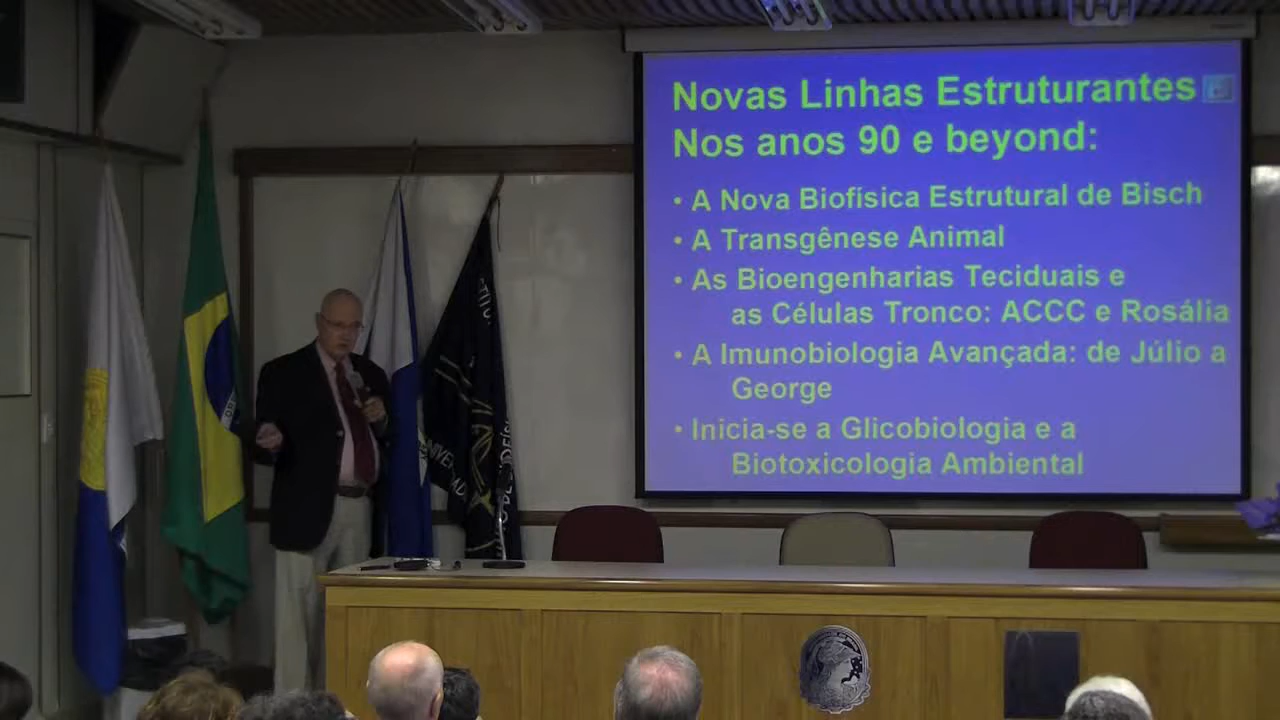 Novas Linhas Estruturantes
Nos anos 90 e beyond:
• A Nova Biofísica Estrutural de Bisch
• A Transgênese Animal
• As Bioengenharias Teciduais e
as Células Tronco: ACCC e Rosália
• A Imunobiologia Avançada: de Júlio a
George
• Inicia-se a Glicobiologia e a
Biotoxicologia Ambiental